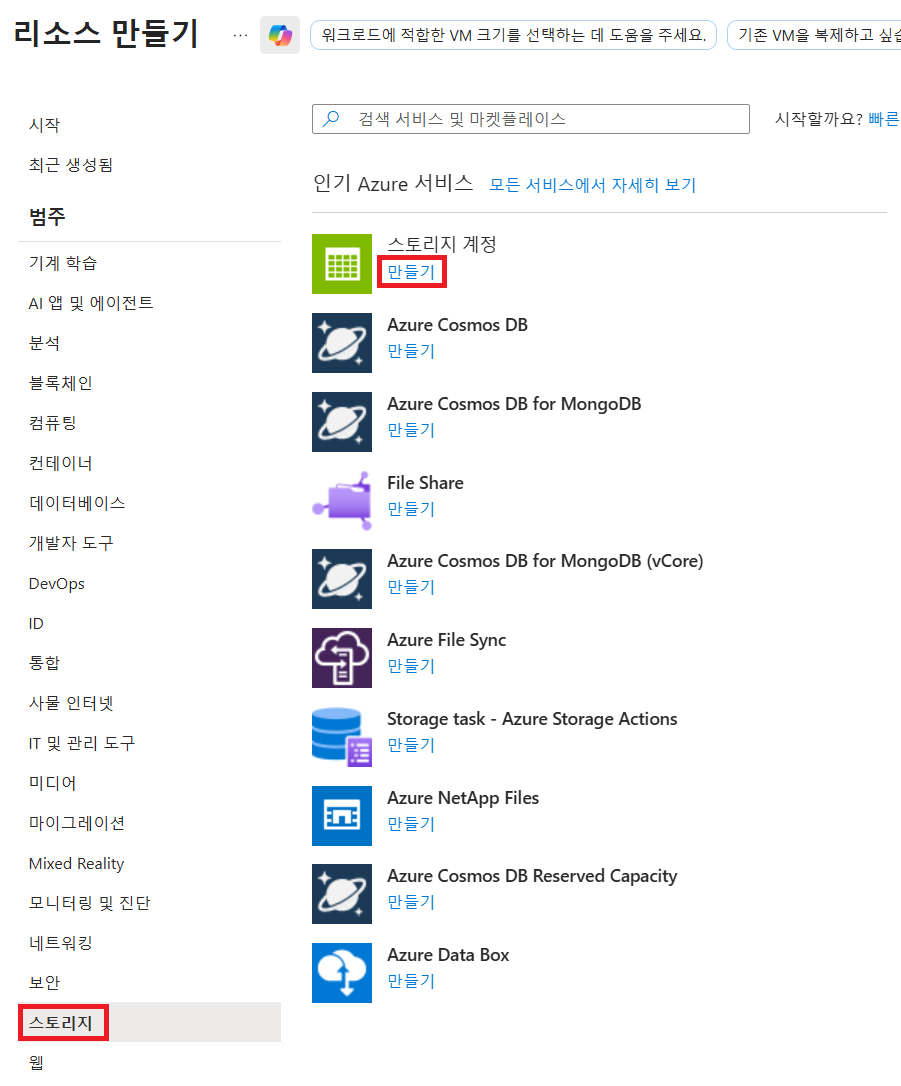 리소스 만들기
...
워크로드에 적합한 VM 크기를 선택하는 데 도움을 주세요.
기존 VM을 복제하고 싶습
시작
최근 생성됨
범주
기계 학습
AI 앱 및 에이전트
분석
블록체인
컴퓨팅
컨테이너
데이터베이스
개발자 도구
DevOps
ID
통합
사물 인터넷
IT 및 관리 도구
미디어
마이그레이션
Mixed Reality
모니터링 및 진단
네트워킹
보안
스토리지
웹
검색 서비스 및 마켓플레이스
시작할까요? 빠른
인기 Azure 서비스 모든 서비스에서 자세히 보기
스토리지 계정
만들기
Azure Cosmos DB
만들기
Azure Cosmos DB for MongoDB
만들기
File Share
만들기
Azure Cosmos DB for MongoDB (vCore)
만들기
Azure File Sync
만들기
Storage task - Azure Storage Actions
만들기
Azure NetApp Files
만들기
Azure Cosmos DB Reserved Capacity
만들기
Azure Data Box
만들기